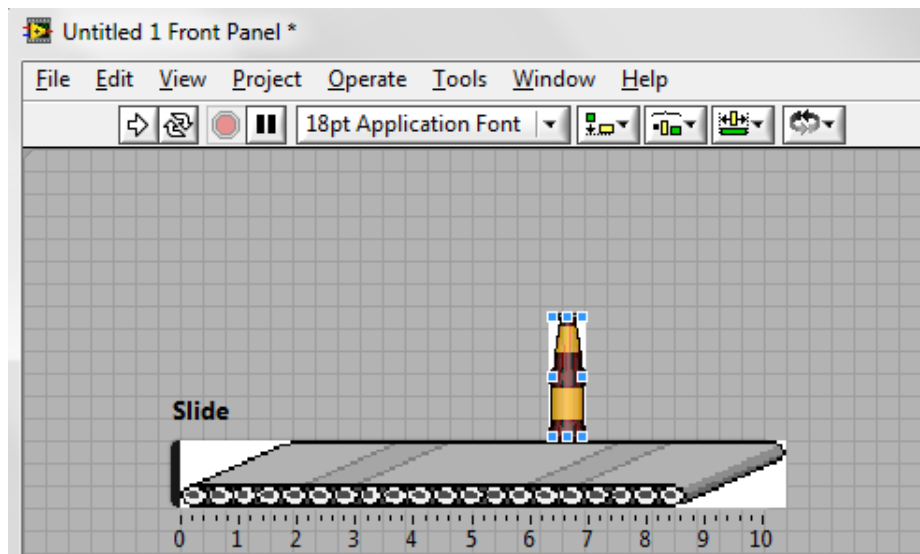 Untitled 1 Front Panel *
File Edit View Project Operate Tools Window Help
18pt Application Font
Slide
0 1 2 3 4 5 6 7 8 9 10